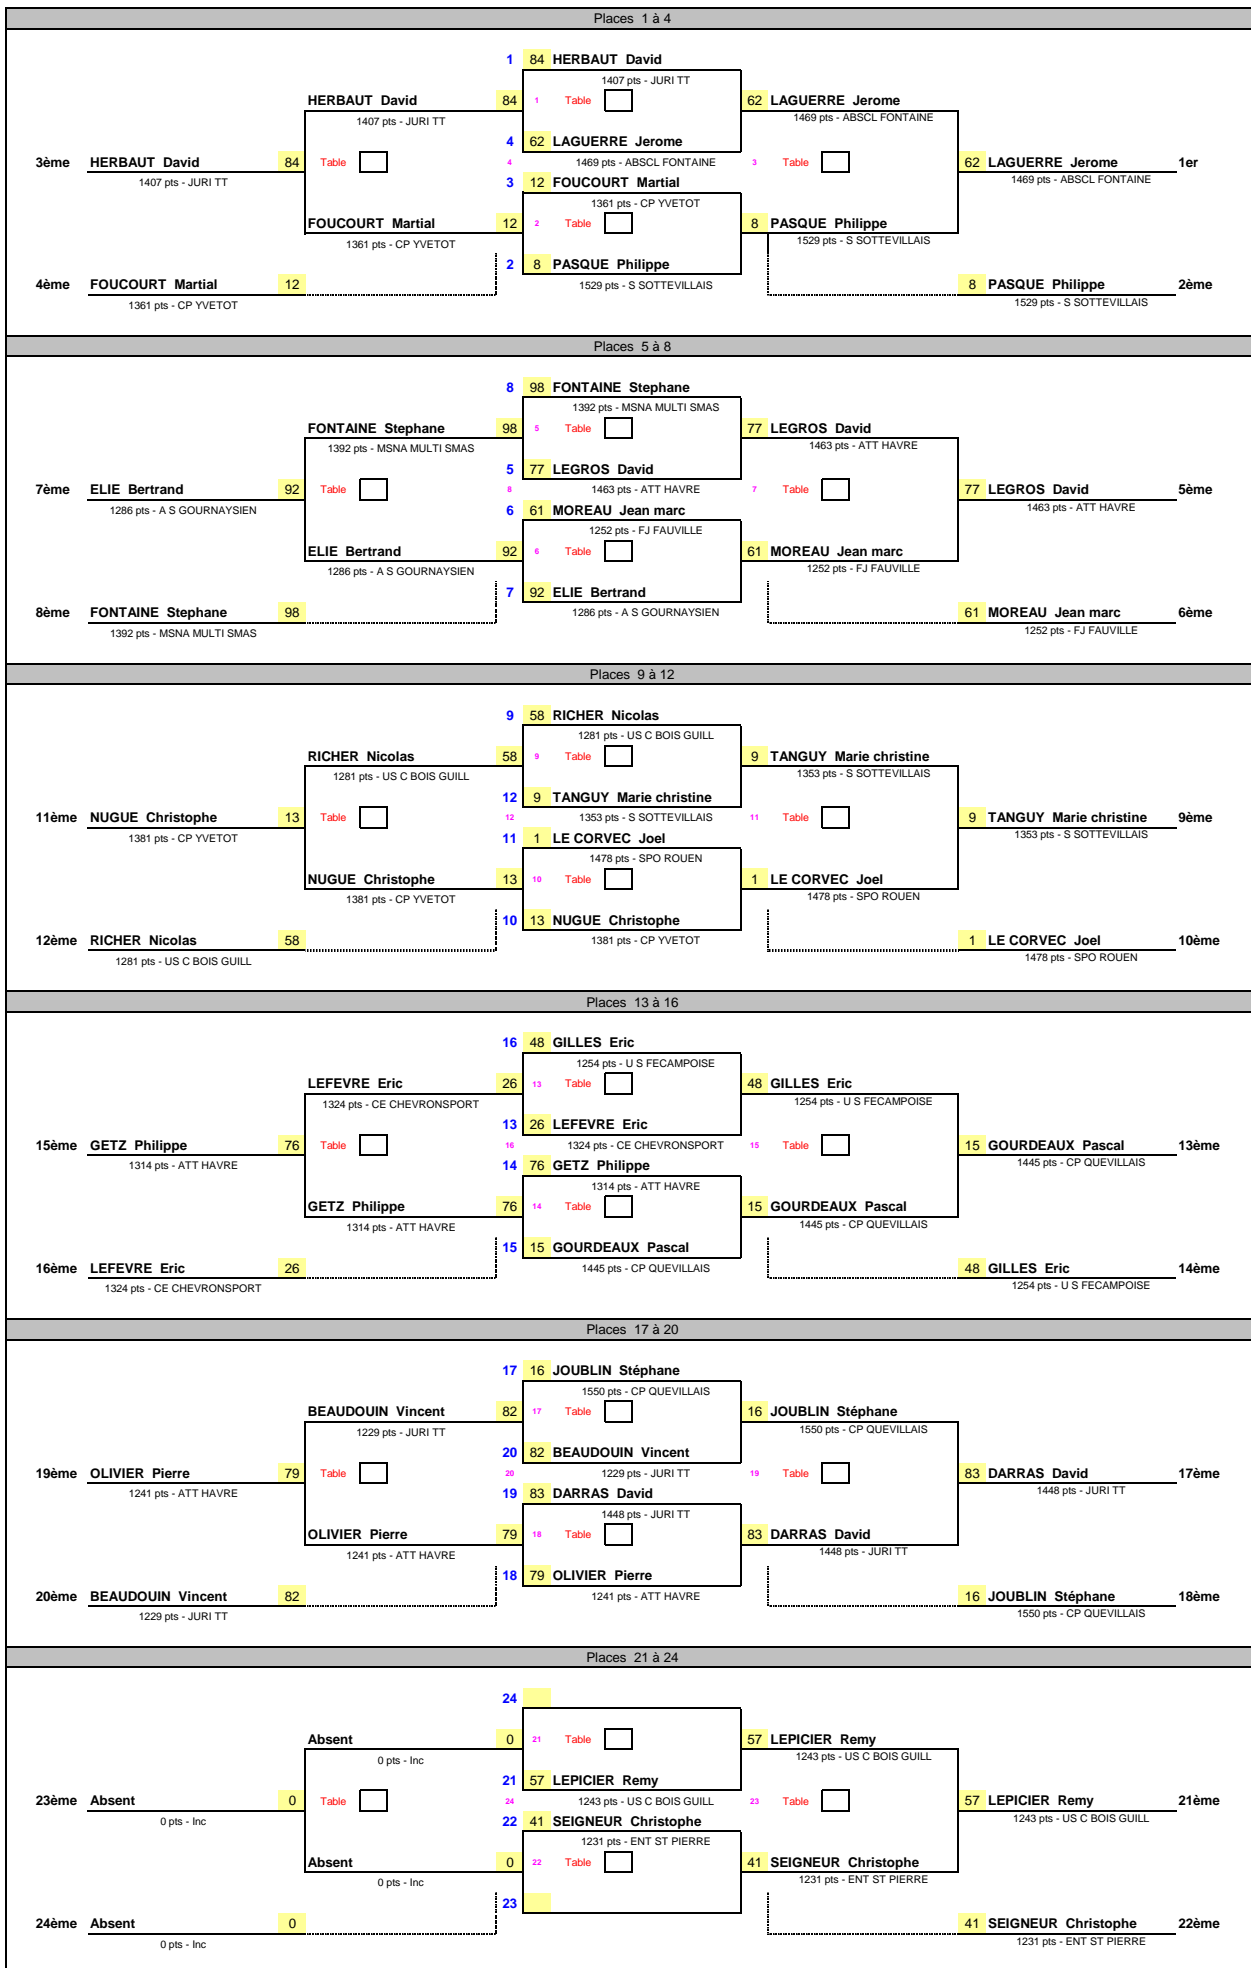 Places 1 à 4
1 84 HERBAUT David
1407 pts - JURI TT
HERBAUT David 84 1 Table 62 LAGUERRE Jerome
1407 pts - JURI TT 1469 pts - ABSCL FONTAINE
4 62 LAGUERRE Jerome
3ème HERBAUT David 84 Table 4 1469 pts - ABSCL FONTAINE 3 Table 62 LAGUERRE Jerome 1er
1407 pts - JURI TT 3 12 FOUCOURT Martial 1469 pts - ABSCL FONTAINE
1361 pts - CP YVETOT
FOUCOURT Martial 12 2 Table 8 PASQUE Philippe
1361 pts - CP YVETOT 1529 pts - S SOTTEVILLAIS
2 8 PASQUE Philippe
4ème FOUCOURT Martial 12 1529 pts - S SOTTEVILLAIS 8 PASQUE Philippe 2ème
1361 pts - CP YVETOT 1529 pts - S SOTTEVILLAIS
Places 5 à 8
8 98 FONTAINE Stephane
1392 pts - MSNA MULTI SMAS
FONTAINE Stephane 98 5 Table 77 LEGROS David
1392 pts - MSNA MULTI SMAS 1463 pts - ATT HAVRE
5 77 LEGROS David
7ème ELIE Bertrand 92 Table 8 1463 pts - ATT HAVRE 7 Table 77 LEGROS David 5ème
1286 pts - A S GOURNAYSIEN 6 61 MOREAU Jean marc 1463 pts - ATT HAVRE
1252 pts - FJ FAUVILLE
ELIE Bertrand 92 6 Table 61 MOREAU Jean marc
1286 pts - A S GOURNAYSIEN 1252 pts - FJ FAUVILLE
7 92 ELIE Bertrand
8ème FONTAINE Stephane 98 1286 pts - A S GOURNAYSIEN 61 MOREAU Jean marc 6ème
1392 pts - MSNA MULTI SMAS 1252 pts - FJ FAUVILLE
Places 9 à 12
9 58 RICHER Nicolas
1281 pts - US C BOIS GUILL
RICHER Nicolas 58 9 Table 9 TANGUY Marie christine
1281 pts - US C BOIS GUILL 1353 pts - S SOTTEVILLAIS
12 9 TANGUY Marie christine
11ème NUGUE Christophe 13 Table 12 1353 pts - S SOTTEVILLAIS 11 Table 9 TANGUY Marie christine 9ème
1381 pts - CP YVETOT 11 1 LE CORVEC Joel 1353 pts - S SOTTEVILLAIS
1478 pts - SPO ROUEN
NUGUE Christophe 13 10 Table 1 LE CORVEC Joel
1381 pts - CP YVETOT 1478 pts - SPO ROUEN
10 13 NUGUE Christophe
12ème RICHER Nicolas 58 1381 pts - CP YVETOT 1 LE CORVEC Joel 10ème
1281 pts - US C BOIS GUILL 1478 pts - SPO ROUEN
Places 13 à 16
16 48 GILLES Eric
1254 pts - U S FECAMPOISE
LEFEVRE Eric 26 13 Table 48 GILLES Eric
1324 pts - CE CHEVRONSPORT 1254 pts - U S FECAMPOISE
13 26 LEFEVRE Eric
15ème GETZ Philippe 76 Table 16 1324 pts - CE CHEVRONSPORT 15 Table 15 GOURDEAUX Pascal 13ème
1314 pts - ATT HAVRE 14 76 GETZ Philippe 1445 pts - CP QUEVILLAIS
1314 pts - ATT HAVRE
GETZ Philippe 76 14 Table 15 GOURDEAUX Pascal
1314 pts - ATT HAVRE 1445 pts - CP QUEVILLAIS
15 15 GOURDEAUX Pascal
16ème LEFEVRE Eric 26 1445 pts - CP QUEVILLAIS 48 GILLES Eric 14ème
1324 pts - CE CHEVRONSPORT 1254 pts - U S FECAMPOISE
Places 17 à 20
17 16 JOUBLIN Stéphane
1550 pts - CP QUEVILLAIS
BEAUDOUIN Vincent 82 17 Table 16 JOUBLIN Stéphane
1229 pts - JURI TT 1550 pts - CP QUEVILLAIS
20 82 BEAUDOUIN Vincent
19ème OLIVIER Pierre 79 Table 20 1229 pts - JURI TT 19 Table 83 DARRAS David 17ème
1241 pts - ATT HAVRE 19 83 DARRAS David 1448 pts - JURI TT
1448 pts - JURI TT
OLIVIER Pierre 79 18 Table 83 DARRAS David
1241 pts - ATT HAVRE 1448 pts - JURI TT
18 79 OLIVIER Pierre
20ème BEAUDOUIN Vincent 82 1241 pts - ATT HAVRE 16 JOUBLIN Stéphane 18ème
1229 pts - JURI TT 1550 pts - CP QUEVILLAIS
Places 21 à 24
24
Absent 0 21 Table 57 LEPICIER Remy
0 pts - Inc 1243 pts - US C BOIS GUILL
21 57 LEPICIER Remy
23ème Absent 0 Table 24 1243 pts - US C BOIS GUILL 23 Table 57 LEPICIER Remy 21ème
0 pts - Inc 22 41 SEIGNEUR Christophe 1243 pts - US C BOIS GUILL
1231 pts - ENT ST PIERRE
Absent 0 22 Table 41 SEIGNEUR Christophe
0 pts - Inc 1231 pts - ENT ST PIERRE
23
24ème Absent 0 41 SEIGNEUR Christophe 22ème
0 pts - Inc 1231 pts - ENT ST PIERRE